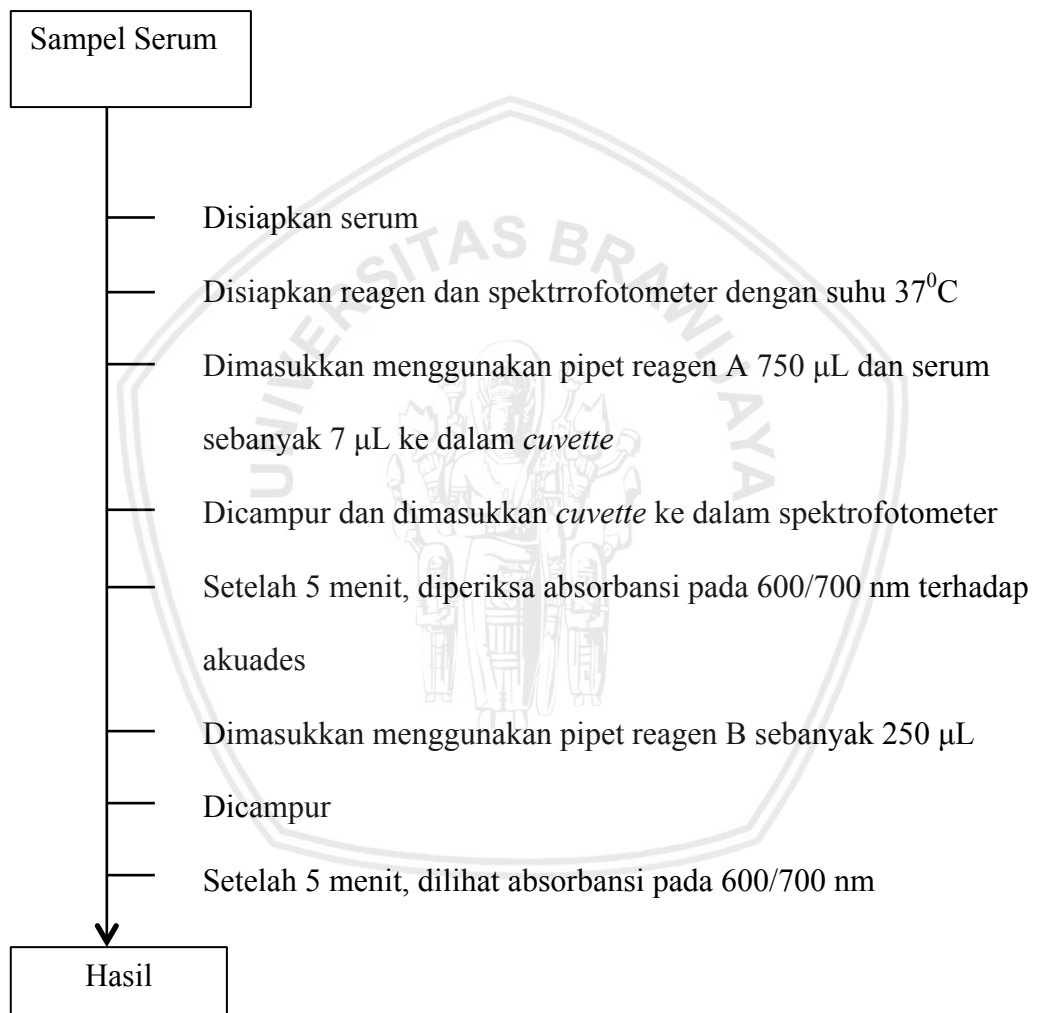 Sampel Serum
UNIVERSITAS BRAWIJAYA
Disiapkan serum
Disiapkan reagen dan spektrrofotometer dengan suhu 37⁰C
Dimasukkan menggunakan pipet reagen A 750 μL dan serum
sebanyak 7 μL ke dalam cuvette
Dicampur dan dimasukkan cuvette ke dalam spektrofotometer
Setelah 5 menit, diperiksa absorbansi pada 600/700 nm terhadap
akuades
Dimasukkan menggunakan pipet reagen B sebanyak 250 μL
Dicampur
Setelah 5 menit, dilihat absorbansi pada 600/700 nm
Hasil